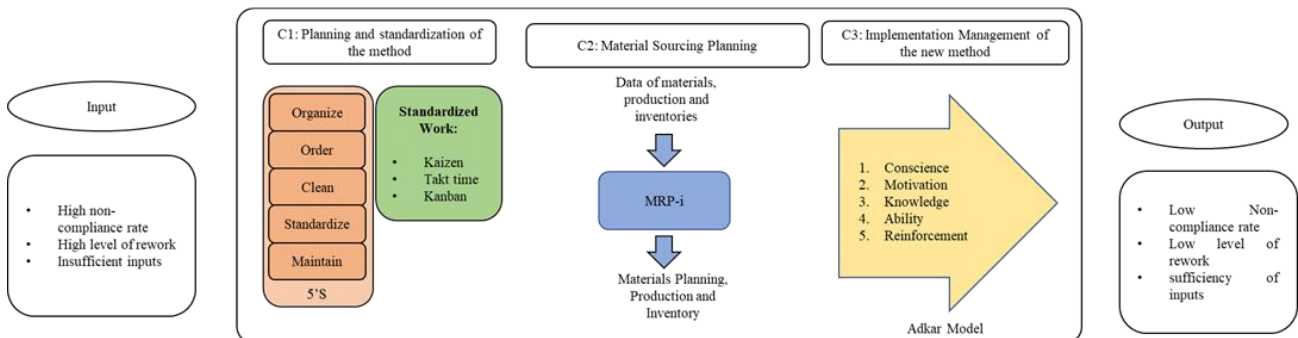 Input
• High non-
compliance rate
• High level of rework
• Insufficient inputs
C1: Planning and standardization of
the method
Organize
Order
Clean
Standardize
Maintain
5’S
Standardized
Work:
• Kaizen
• Takt time
• Kanban
C2: Material Sourcing Planning
Data of materials,
production and
inventories
MRP-i
Materials Planning,
Production and
Inventory
C3: Implementation Management of
the new method
1. Conscience
2. Motivation
3. Knowledge
4. Ability
5. Reinforcement
Adkar Model
Output
• Low Non-
compliance rate
• Low level of
rework
• sufficiency of
inputs